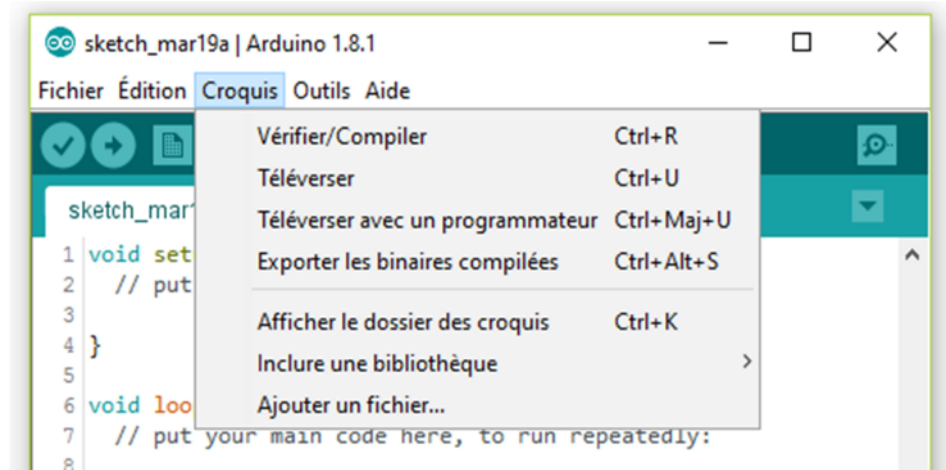 sketch_mar19a | Arduino 1.8.1
Fichier Édition Croquis Outils Aide
Vérifier/Compiler Ctrl+R
Téléverser Ctrl+U
Téléverser avec un programmateur Ctrl+Maj+U
Exporter les binaires compilées Ctrl+Alt+S
Afficher le dossier des croquis Ctrl+K
Inclure une bibliothèque
Ajouter un fichier...
sketch_mar
1 void set
2 // put
3
4 }
5
6 void loo
7 // put your main code here, to run repeatedly:
8